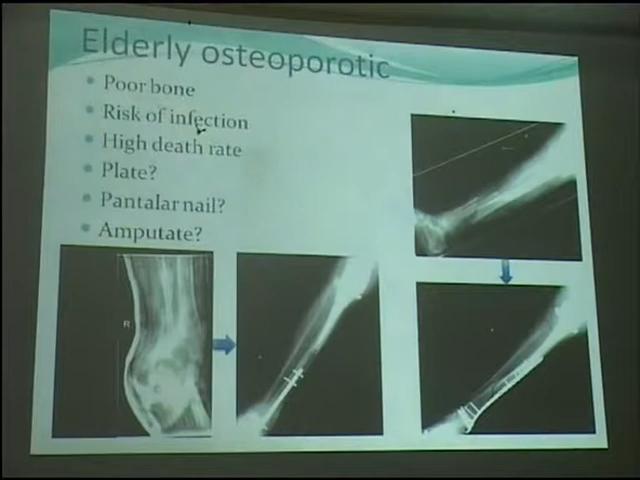 Elderly osteoporotic
Poor bone
Risk of infection
High death rate
Plate?
Pantalar nail?
Amputate?
R